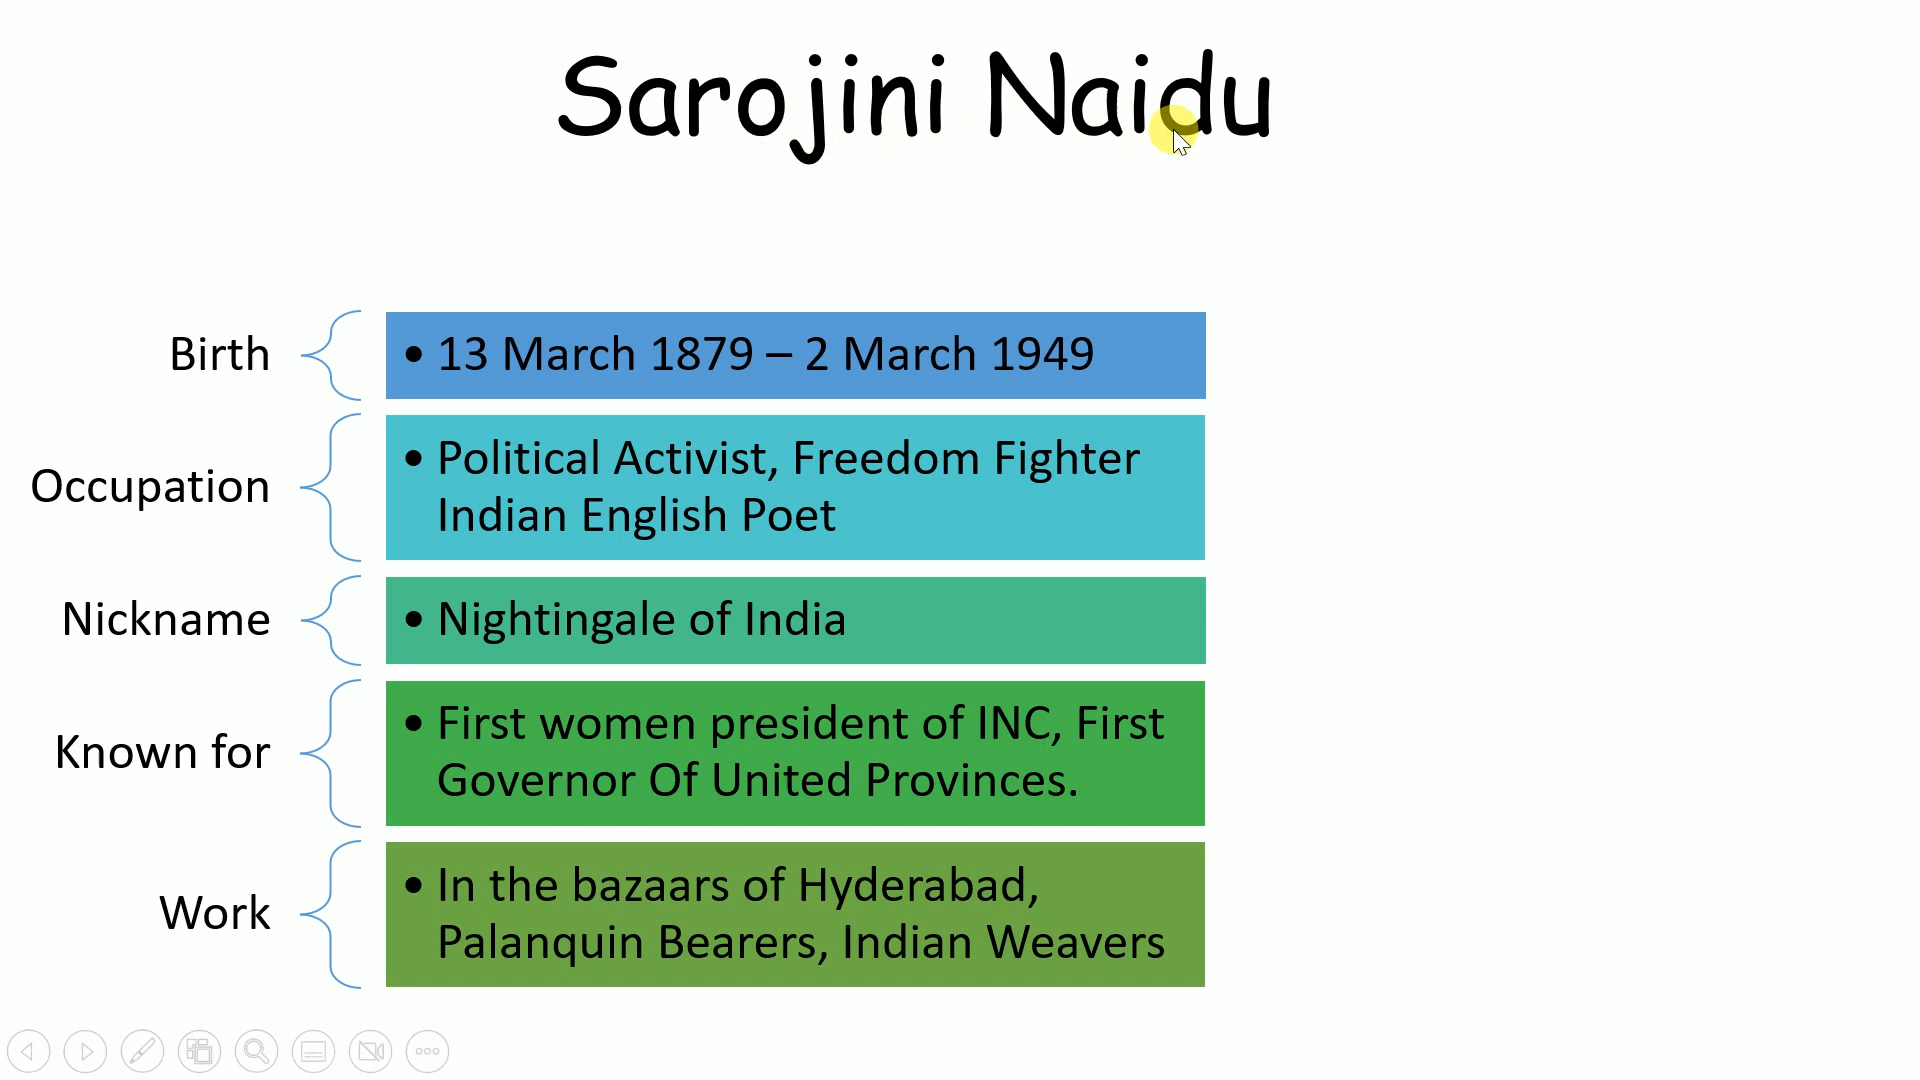 Sarojini Naidu
Birth
• 13 March 1879 – 2 March 1949
Occupation
• Political Activist, Freedom Fighter
Indian English Poet
Nickname
• Nightingale of India
Known for
• First women president of INC, First
Governor Of United Provinces.
Work
• In the bazaars of Hyderabad,
Palanquin Bearers, Indian Weavers